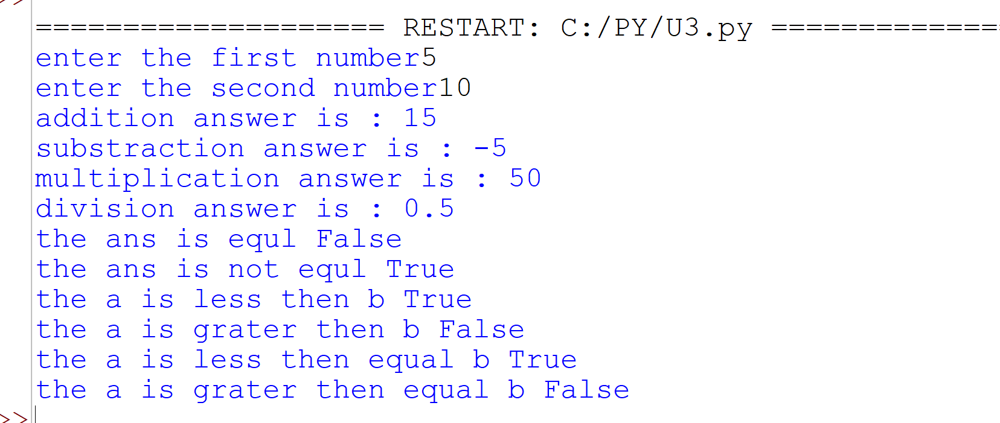 >>
===================== RESTART: C:/PY/U3.py =============
enter the first number5
enter the second number10
addition answer is : 15
substraction answer is : -5
multiplication answer is : 50
division answer is : 0.5
the ans is equl False
the ans is not equl True
the a is less then b True
the a is grater then b False
the a is less then equal b True
the a is grater then equal b False
>>